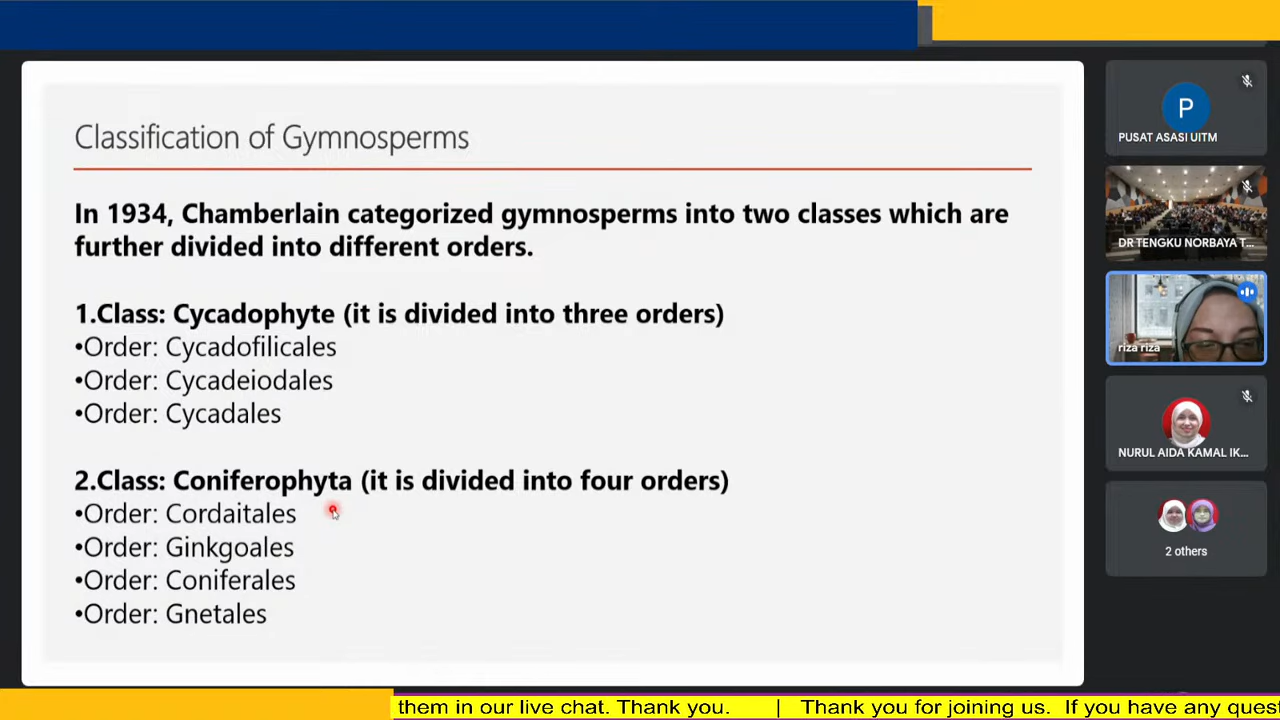 Classification of Gymnosperms
In 1934, Chamberlain categorized gymnosperms into two classes which are
further divided into different orders.
1.Class: Cycadophyte (it is divided into three orders)
•Order: Cycadofilicales
•Order: Cycadeiodales
•Order: Cycadales
2.Class: Coniferophyta (it is divided into four orders)
•Order: Cordaitales
•Order: Ginkgoales
•Order: Coniferales
•Order: Gnetales
P
PUSAT ASASI UITM
DR TENGKU NORBAYA T...
riza riza
NURUL AIDA KAMAL IK...
2 others
them in our live chat. Thank you. | Thank you for joining us. If you have any ques